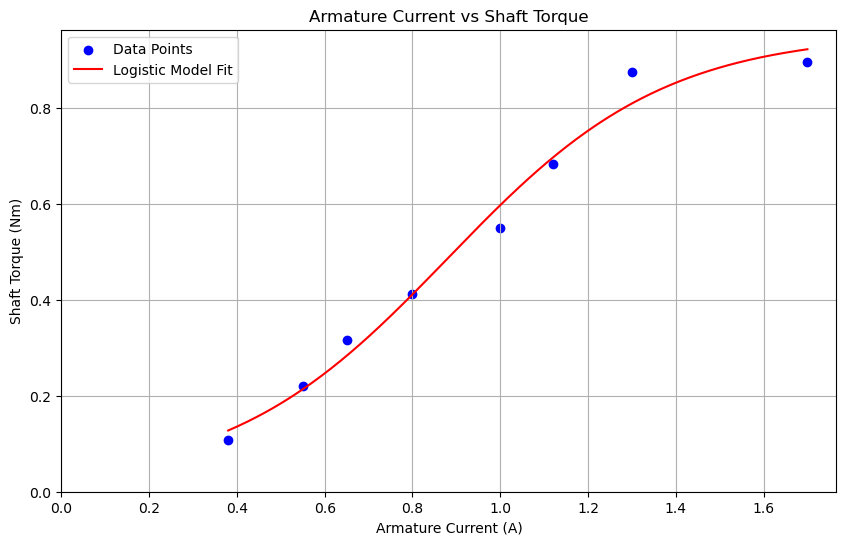 Armature Current vs Shaft Torque
Data Points
Logistic Model Fit
Shaft Torque (Nm)
0.8
0.6
0.4
0.2
0.0
0.0 0.2 0.4 0.6 0.8 1.0 1.2 1.4 1.6
Armature Current (A)